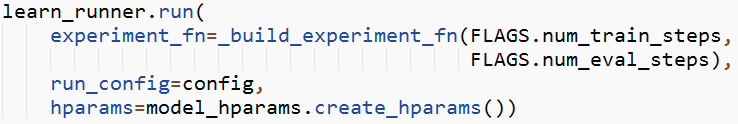 learn_runner.run(
    experiment_fn=_build_experiment_fn(FLAGS.num_train_steps,
                                       FLAGS.num_eval_steps),
    run_config=config,
    hparams=model_hparams.create_hparams())